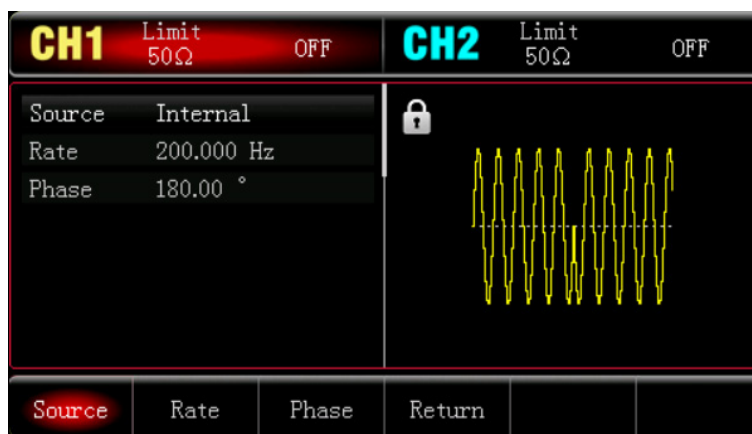 CH1 Limit 50Ω OFF CH2 Limit 50Ω OFF
Source Internal
Rate 200.000 Hz
Phase 180.00 °
Source Rate Phase Return